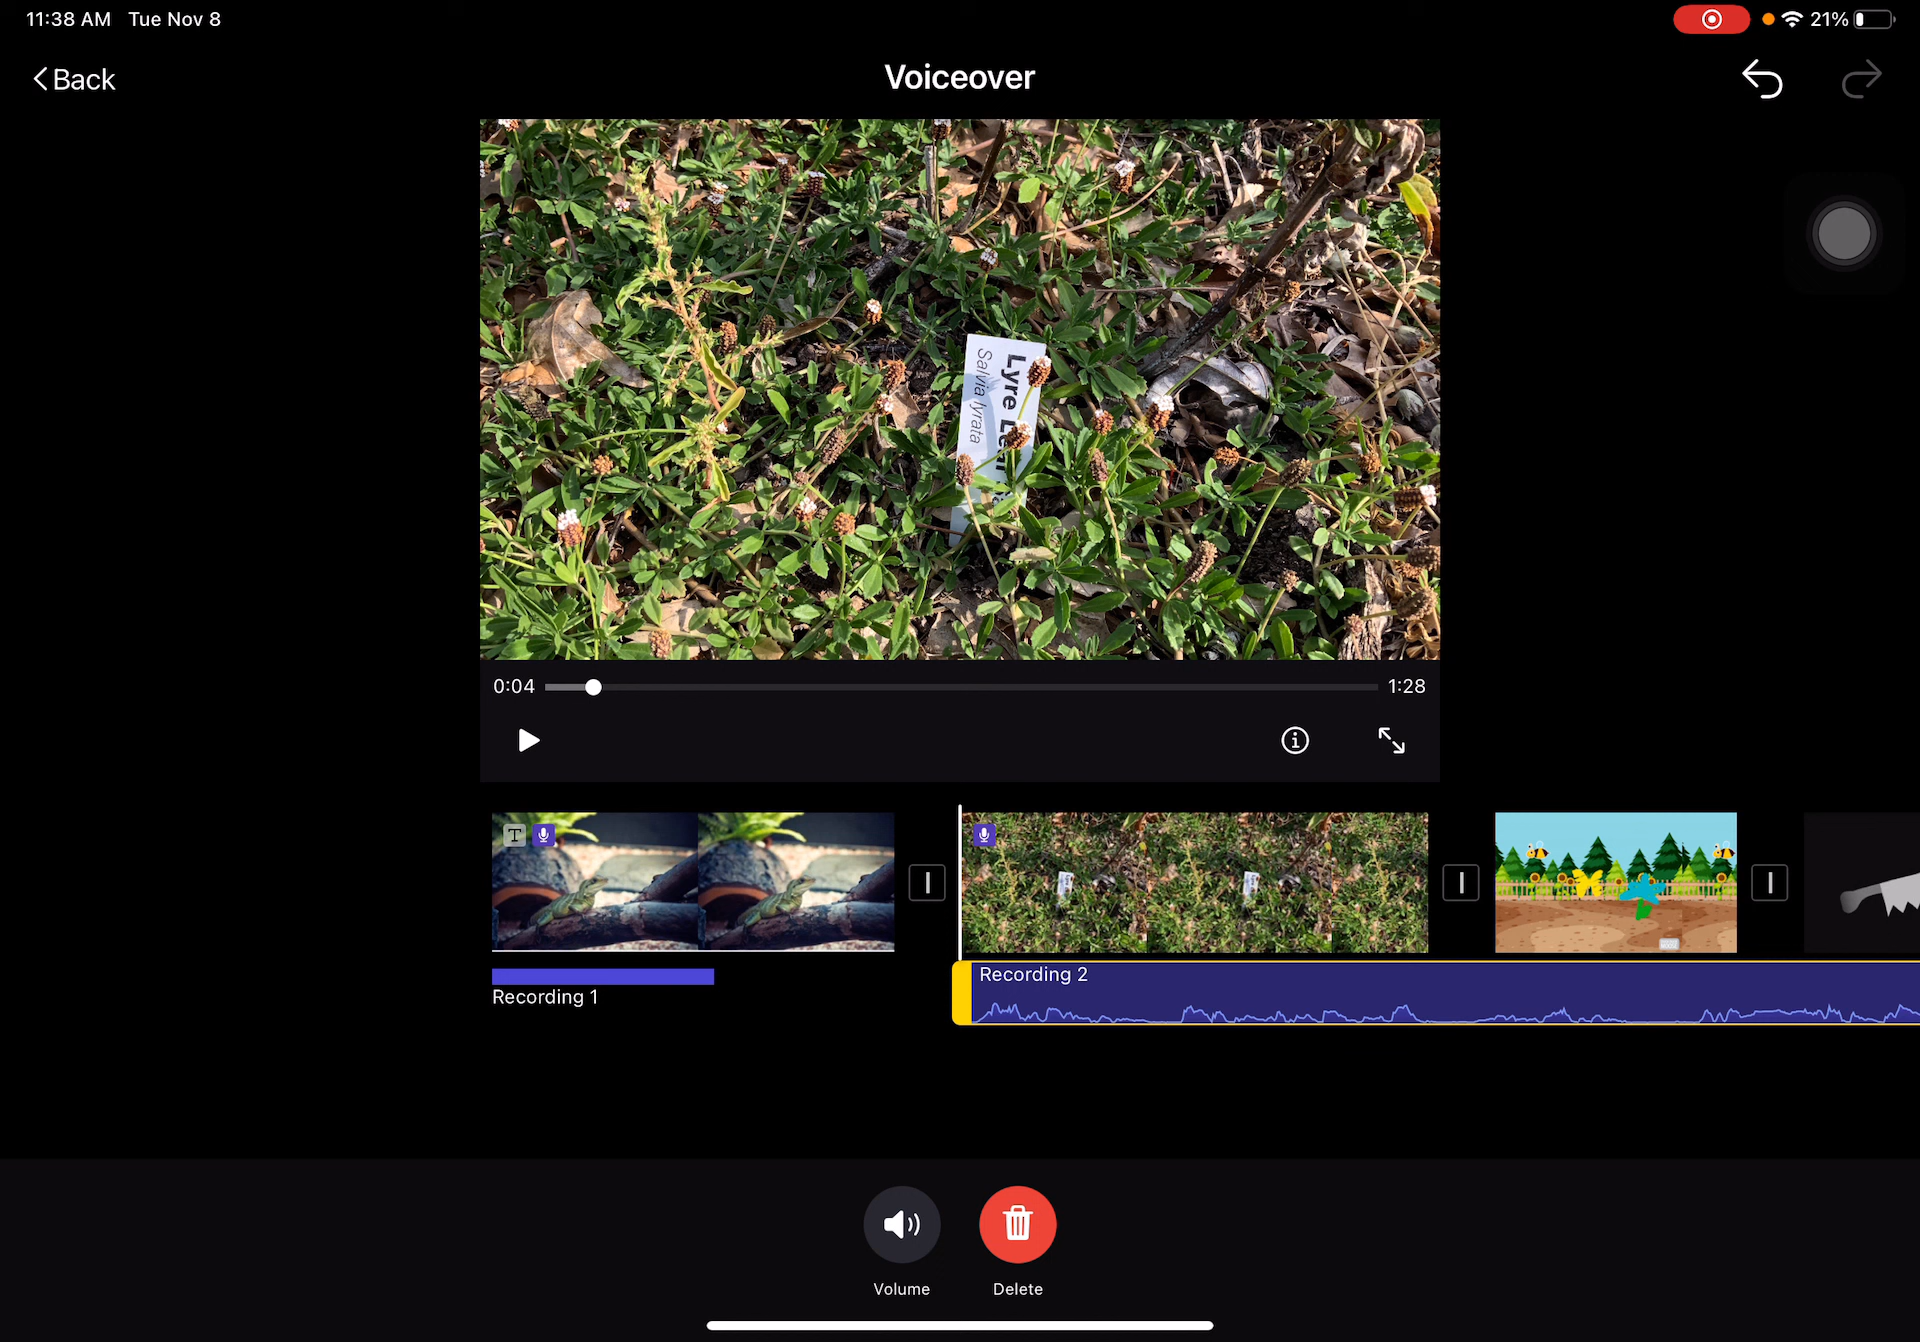 11:38 AM Tue Nov 8
21%
Back
Voiceover
Lyre Leaf
Salvia lyrata
0:04
1:28
T
Recording 2
Recording 1
Volume
Delete